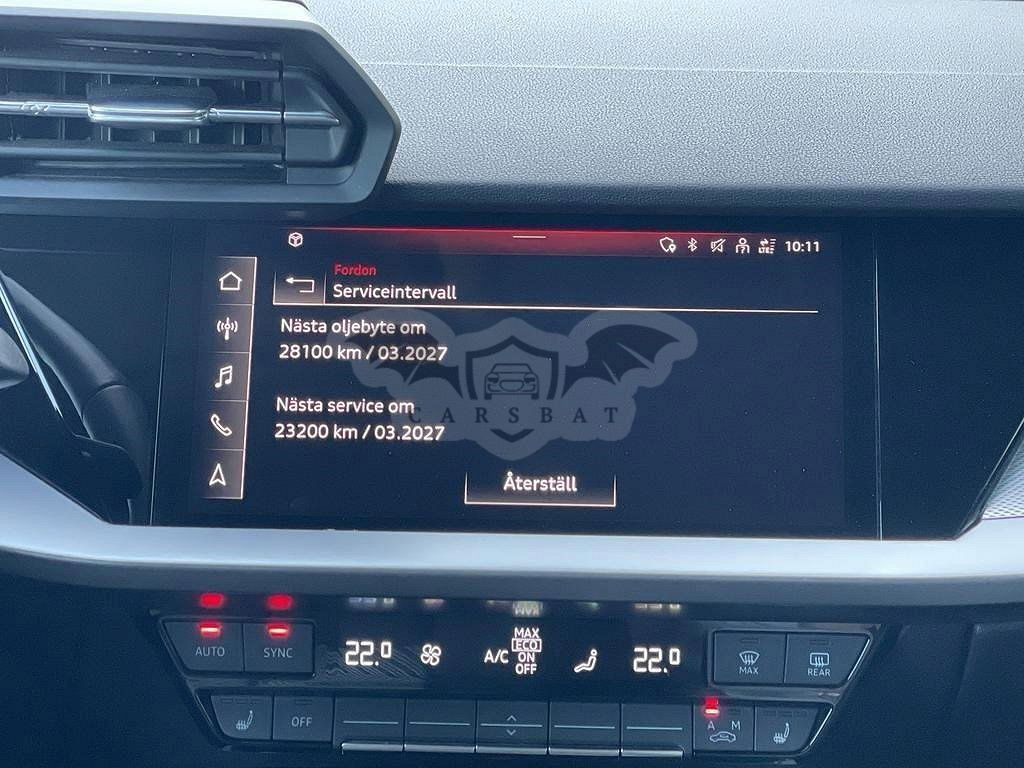 10:11
LTE
Fordon
Serviceintervall
Nästa oljebyte om
28100 km / 03.2027
Nästa service om
23200 km / 03.2027
CARSBAT
Återställ
AUTO
SYNC
22.0
A/C
MAX
ECO
ON
OFF
22.0
MAX
REAR
OFF
A M